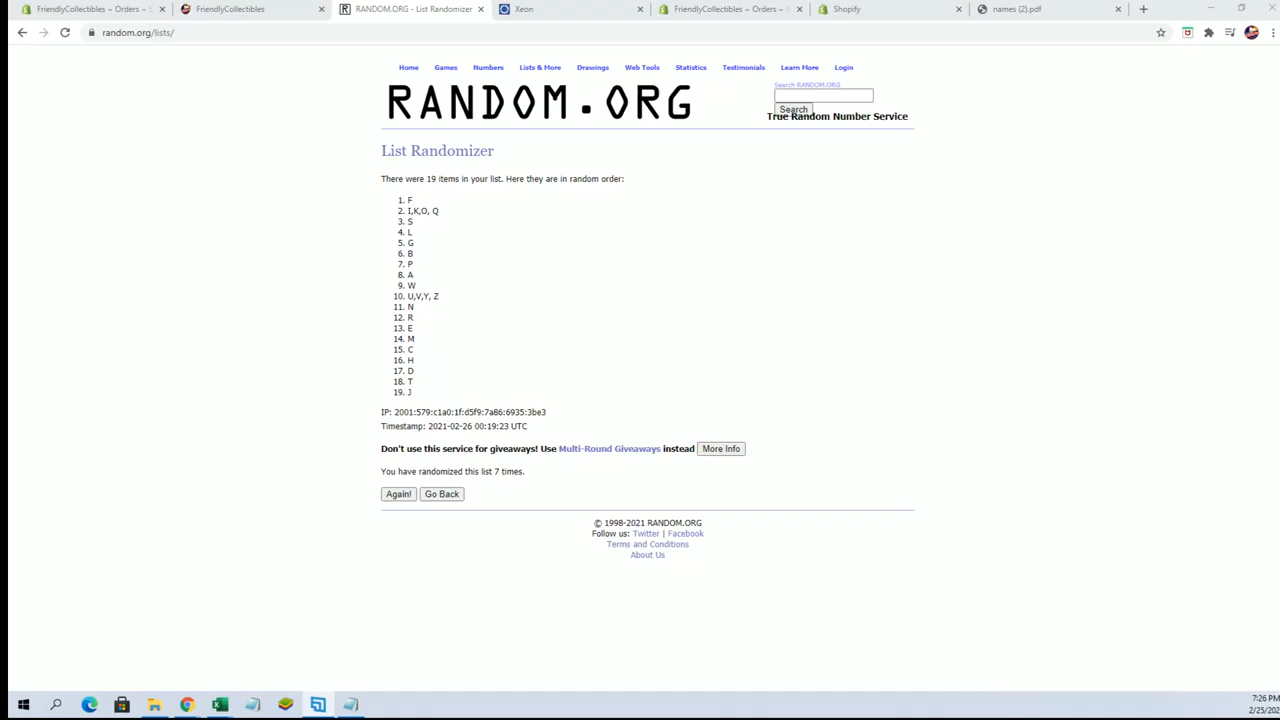 FriendlyCollectibles ~ Orders ~ S
FriendlyCollectibles
RANDOM.ORG - List Randomizer
Xeon
FriendlyCollectibles ~ Orders ~ S
Shopify
names (2).pdf
random.org/lists/
Home Games Numbers Lists & More Drawings Web Tools Statistics Testimonials Learn More Login
Search RANDOM.ORG
RANDOM.ORG
Search
True Random Number Service
List Randomizer
There were 19 items in your list. Here they are in random order:
1. F
2. I,K,O, Q
3. S
4. L
5. G
6. B
7. P
8. A
9. W
10. U,V,Y, Z
11. N
12. R
13. E
14. M
15. C
16. H
17. D
18. T
19. J
IP: 2001:579:c1a0:1f:d5f9:7a86:6935:3be3
Timestamp: 2021-02-26 00:19:23 UTC
Don't use this service for giveaways! Use Multi-Round Giveaways instead More Info
You have randomized this list 7 times.
Again! Go Back
© 1998-2021 RANDOM.ORG
Follow us: Twitter | Facebook
Terms and Conditions
About Us
7:26 PM
2/25/202